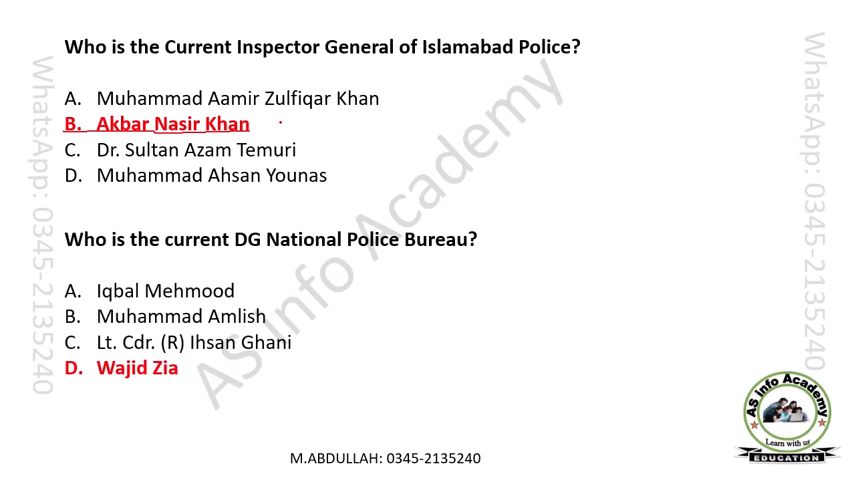 Who is the Current Inspector General of Islamabad Police?
A. Muhammad Aamir Zulfiqar Khan
B. Akbar Nasir Khan
C. Dr. Sultan Azam Temuri
D. Muhammad Ahsan Younas
Who is the current DG National Police Bureau?
A. Iqbal Mehmood
B. Muhammad Amlish
C. Lt. Cdr. (R) Ihsan Ghani
D. Wajid Zia
M.ABDULLAH: 0345-2135240
WhatsApp: 0345-2135240
AS Info Academy
WhatsApp: 0345-2135240
AS Info Academy
Learn with us
EDUCATION